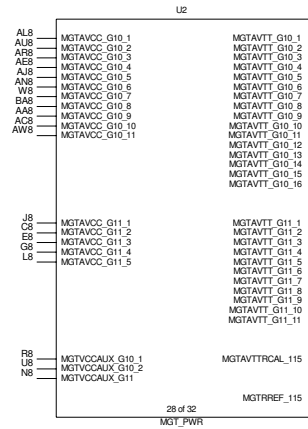 U2
AL8 MGTAVCC_G10_1 MGTAVTT_G10_1
AU8 MGTAVCC_G10_2 MGTAVTT_G10_2
AR8 MGTAVCC_G10_3 MGTAVTT_G10_3
AE8 MGTAVCC_G10_4 MGTAVTT_G10_4
AJ8 MGTAVCC_G10_5 MGTAVTT_G10_5
AN8 MGTAVCC_G10_6 MGTAVTT_G10_6
W8 MGTAVCC_G10_7 MGTAVTT_G10_7
BA8 MGTAVCC_G10_8 MGTAVTT_G10_8
AA8 MGTAVCC_G10_9 MGTAVTT_G10_9
AC8 MGTAVCC_G10_10 MGTAVTT_G10_10
AW8 MGTAVCC_G10_11 MGTAVTT_G10_11
MGTAVTT_G10_12
MGTAVTT_G10_13
MGTAVTT_G10_14
MGTAVTT_G10_15
MGTAVTT_G10_16
J8 MGTAVCC_G11_1 MGTAVTT_G11_1
C8 MGTAVCC_G11_2 MGTAVTT_G11_2
E8 MGTAVCC_G11_3 MGTAVTT_G11_3
G8 MGTAVCC_G11_4 MGTAVTT_G11_4
L8 MGTAVCC_G11_5 MGTAVTT_G11_5
MGTAVTT_G11_6
MGTAVTT_G11_7
MGTAVTT_G11_8
MGTAVTT_G11_9
MGTAVTT_G11_10
MGTAVTT_G11_11
R8 MGTVCCAUX_G10_1 MGTAVTTRCAL_115
U8 MGTVCCAUX_G10_2
N8 MGTVCCAUX_G11
MGTRREF_115
28 of 32
MGT_PWR